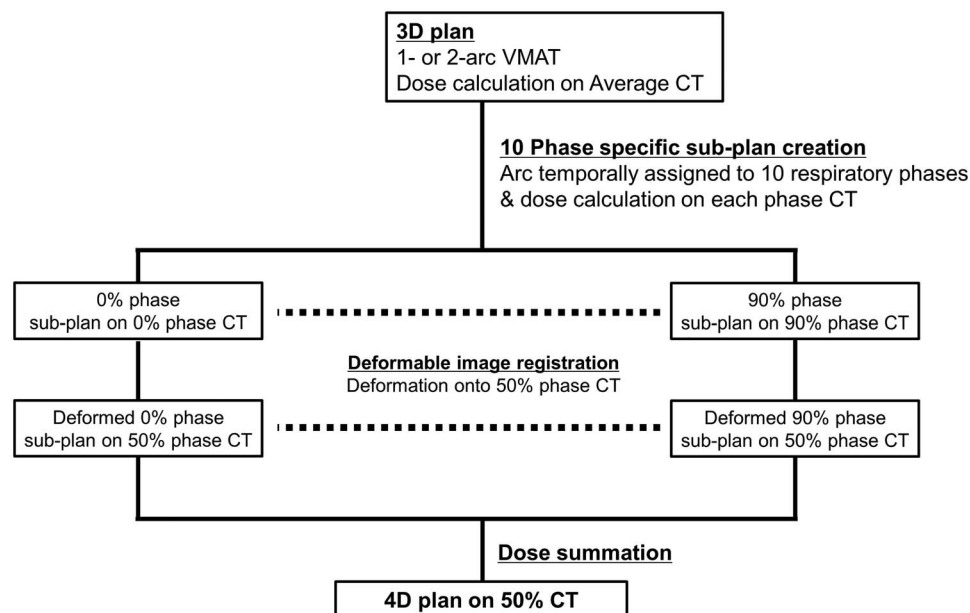 3D plan
1- or 2-arc VMAT
Dose calculation on Average CT
10 Phase specific sub-plan creation
Arc temporally assigned to 10 respiratory phases
& dose calculation on each phase CT
0% phase
sub-plan on 0% phase CT
90% phase
sub-plan on 90% phase CT
Deformable image registration
Deformation onto 50% phase CT
Deformed 0% phase
sub-plan on 50% phase CT
Deformed 90% phase
sub-plan on 50% phase CT
Dose summation
4D plan on 50% CT